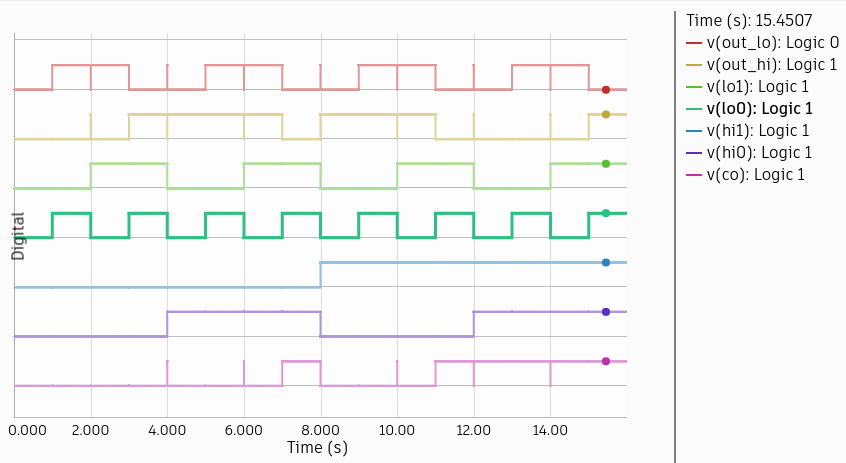 Time (s): 15.4507
v(out_lo): Logic 0
v(out_hi): Logic 1
v(lo1): Logic 1
v(lo0): Logic 1
v(hi1): Logic 1
v(hi0): Logic 1
v(co): Logic 1
Digital
0.000 2.000 4.000 6.000 8.000 10.00 12.00 14.00
Time (s)